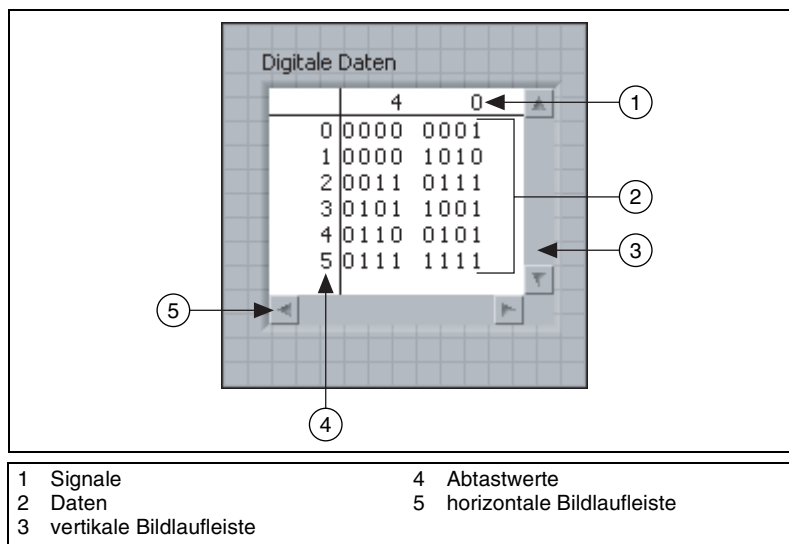 Digitale Daten
4 0
0 0000 0001
1 0000 1010
2 0011 0111
3 0101 1001
4 0110 0101
5 0111 1111
1
2
3
4
5
1 Signale
2 Daten
3 vertikale Bildlaufleiste
4 Abtastwerte
5 horizontale Bildlaufleiste